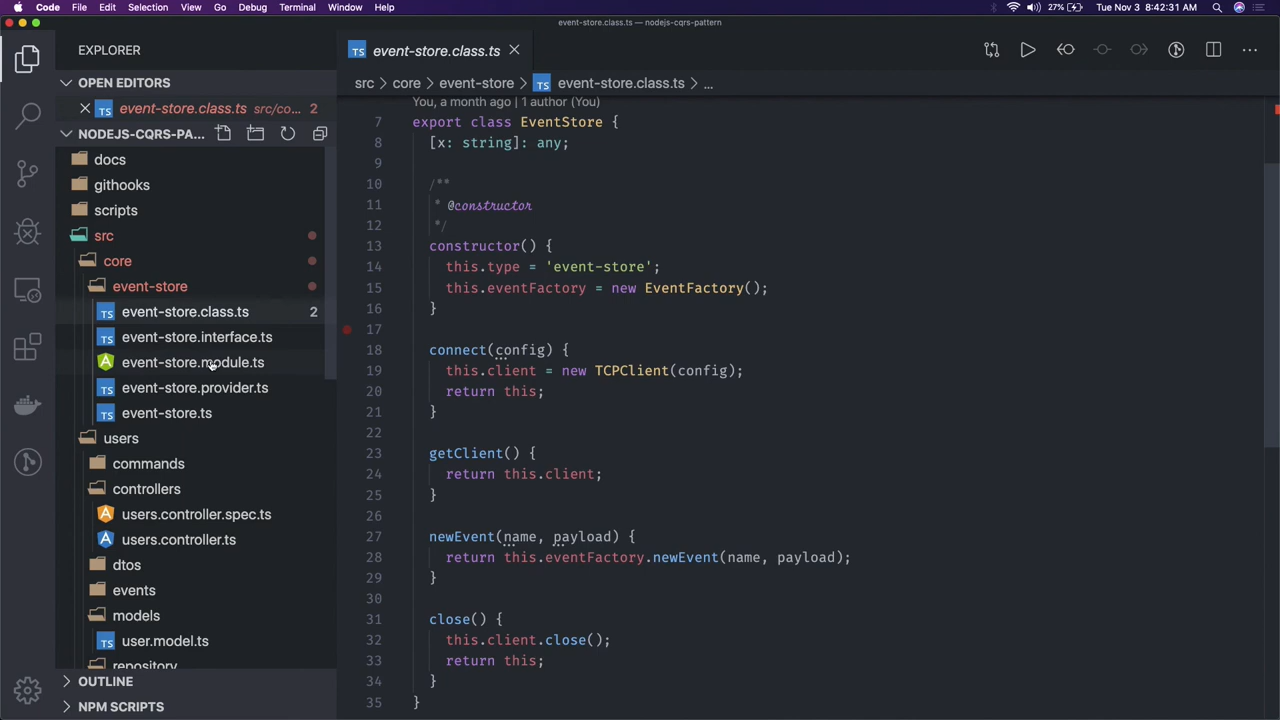 Code File Edit Selection View Go Debug Terminal Window Help 27% Tue Nov 3 8:42:31 AM
event-store.class.ts — nodejs-cqrs-pattern
EXPLORER
OPEN EDITORS
TS event-store.class.ts src/co... 2
NODEJS-CQRS-PA...
docs
githooks
scripts
src
core
event-store
TS event-store.class.ts 2
TS event-store.interface.ts
event-store.module.ts
TS event-store.provider.ts
TS event-store.ts
users
commands
controllers
users.controller.spec.ts
users.controller.ts
dtos
events
models
TS user.model.ts
repository
OUTLINE
NPM SCRIPTS
TS event-store.class.ts
src > core > event-store > TS event-store.class.ts > ...
You, a month ago | 1 author (You)
7 export class EventStore {
8 [x: string]: any;
9
10 /**
11 * @constructor
12 */
13 constructor() {
14 this.type = 'event-store';
15 this.eventFactory = new EventFactory();
16 }
17
18 connect(config) {
19 this.client = new TCPClient(config);
20 return this;
21 }
22
23 getClient() {
24 return this.client;
25 }
26
27 newEvent(name, payload) {
28 return this.eventFactory.newEvent(name, payload);
29 }
30
31 close() {
32 this.client.close();
33 return this;
34 }
35 }